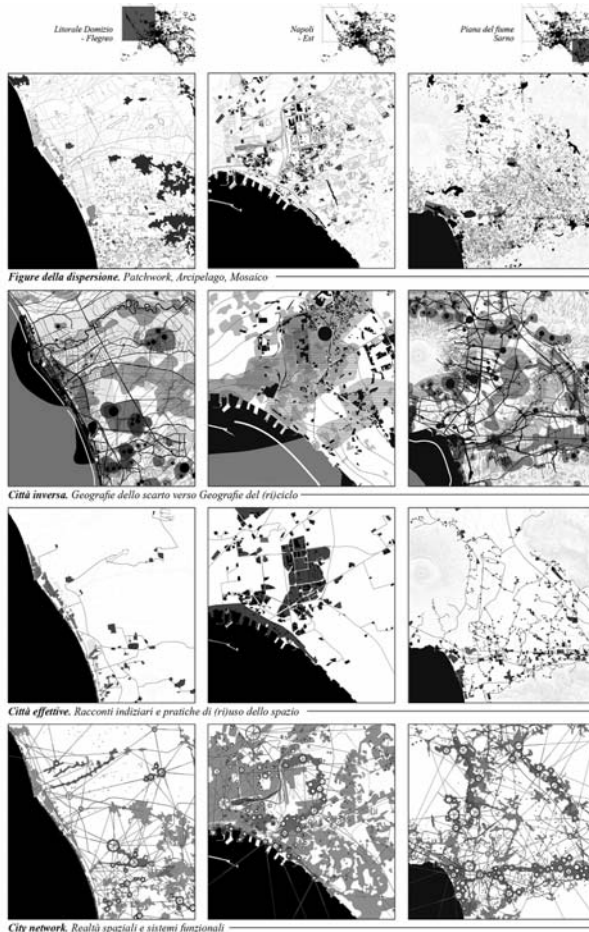 Litorale Domizio
- Flegreo
Napoli
- Est
Piana del fiume
Sarno
Figure della dispersione. Patchwork, Arcipelago, Mosaico
Città inversa. Geografie dello scarto verso Geografie del (ri)ciclo
Città effettive. Racconti indiziari e pratiche di (ri)uso dello spazio
City network. Realtà spaziali e sistemi funzionali